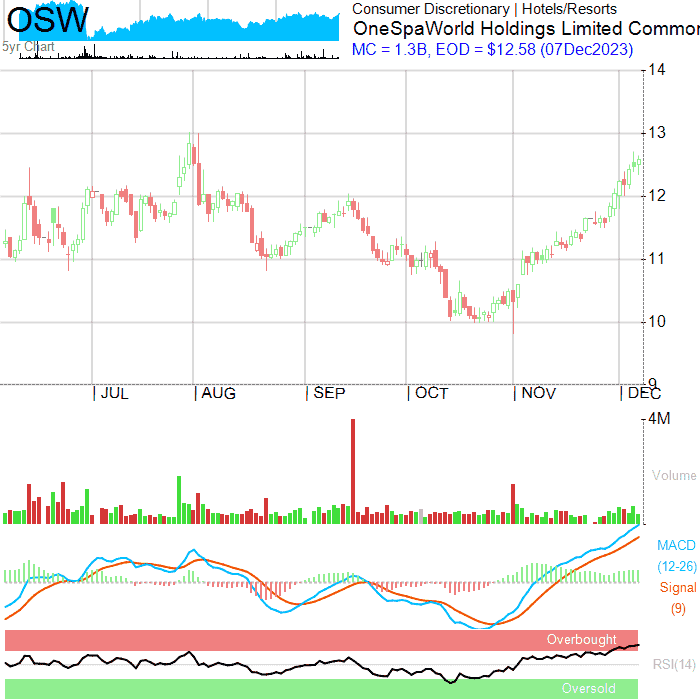 OSW
5yr Chart
Consumer Discretionary | Hotels/Resorts
OneSpaWorld Holdings Limited Common
MC = 1.3B, EOD = $12.58 (07Dec2023)
14
13
12
11
10
9
JUL AUG SEP OCT NOV DEC
4M
Volume
MACD
(12-26)
Signal
(9)
Overbought
RSI(14)
Oversold